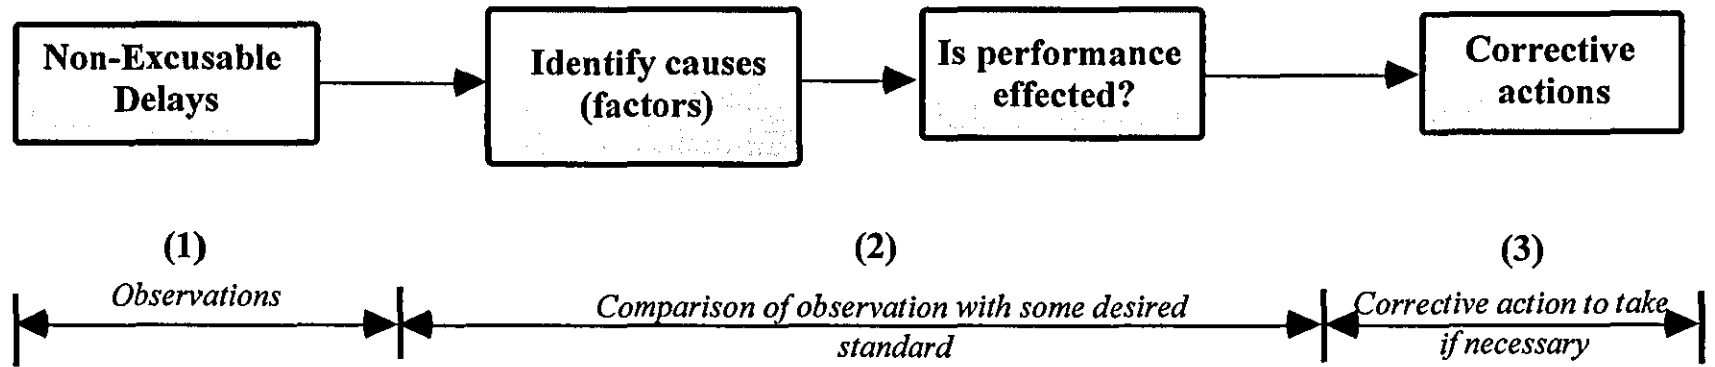 Non-Excusable
Delays
Identify causes
(factors)
Is performance
effected?
Corrective
actions
(1)
(2)
(3)
Observations
Comparison of observation with some desired
standard
Corrective action to take
if necessary